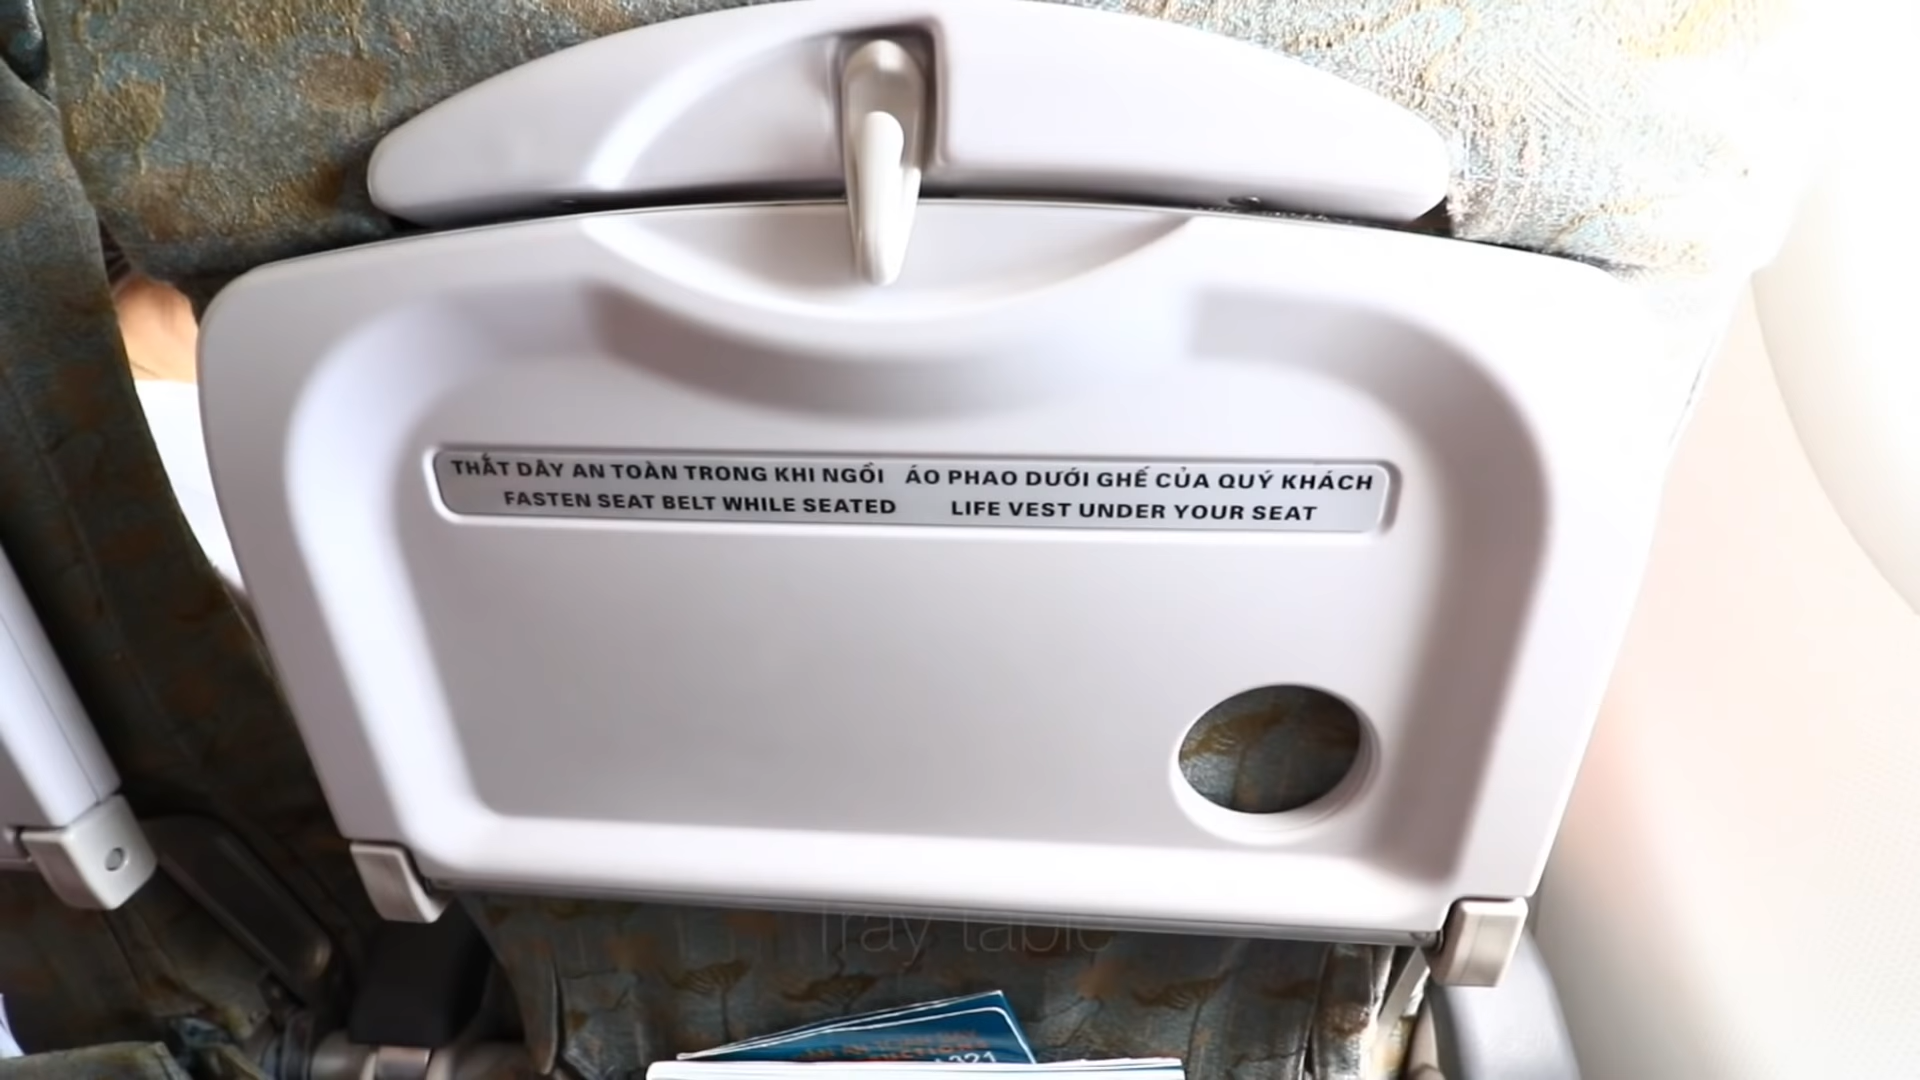 THẮT DÂY AN TOÀN TRONG KHI NGỒI
FASTEN SEAT BELT WHILE SEATED
ÁO PHAO DƯỚI GHẾ CỦA QUÝ KHÁCH
LIFE VEST UNDER YOUR SEAT
Tray table
A321